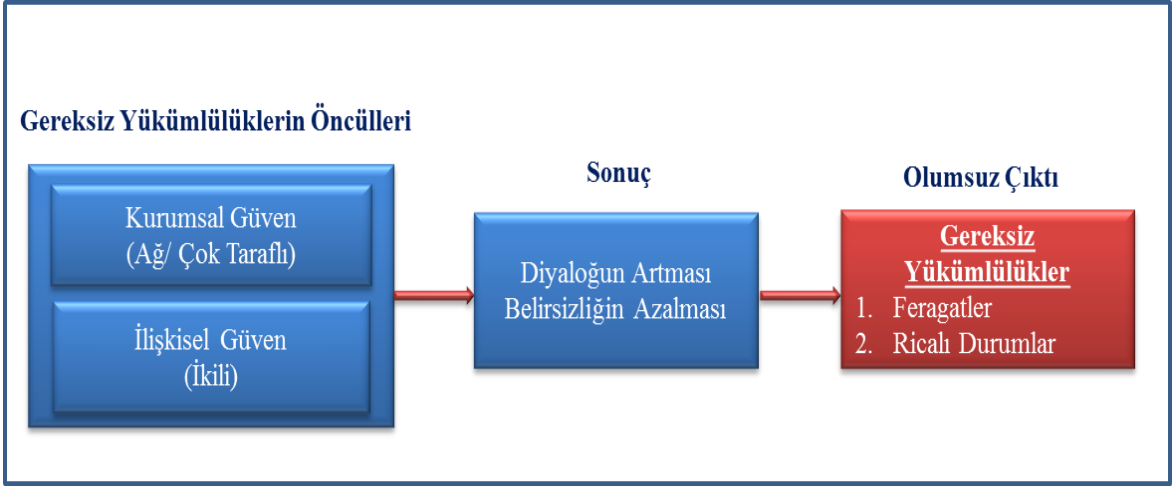 Gereksiz Yükümlülüklerin Öncülleri
Kurumsal Güven
(Ağ/ Çok Taraflı)
İlişkisel Güven
(İkili)
Sonuç
Diyaloğun Artması
Belirsizliğin Azalması
Olumsuz Çıktı
Gereksiz
Yükümlülükler
1. Feragatler
2. Ricalı Durumlar